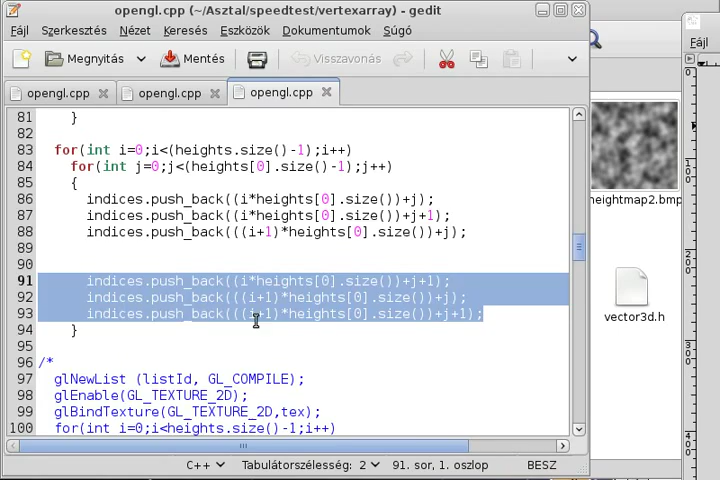 opengl.cpp (~/Asztal/speedtest/vertexarray) - gedit
Fájl Szerkesztés Nézet Keresés Eszközök Dokumentumok Súgó
Megnyitás Mentés Visszavonás
opengl.cpp opengl.cpp opengl.cpp
81 }
82
83 for(int i=0;i<(heights.size()-1);i++)
84 for(int j=0;j<(heights[0].size()-1);j++)
85 {
86 indices.push_back((i*heights[0].size())+j);
87 indices.push_back((i*heights[0].size())+j+1);
88 indices.push_back(((i+1)*heights[0].size())+j);
89
90
91 indices.push_back((i*heights[0].size())+j+1);
92 indices.push_back(((i+1)*heights[0].size())+j);
93 indices.push_back(((i+1)*heights[0].size())+j+1);
94 }
95
96 /*
97 glNewList (listId, GL_COMPILE);
98 glEnable(GL_TEXTURE_2D);
99 glBindTexture(GL_TEXTURE_2D,tex);
100 for(int i=0;i<heights.size()-1;i++)
C++ Tabulátorszélesség: 2 91. sor, 1. oszlop BESZ
heightmap2.bmp
vector3d.h
Fájl
0
100
200
300
400